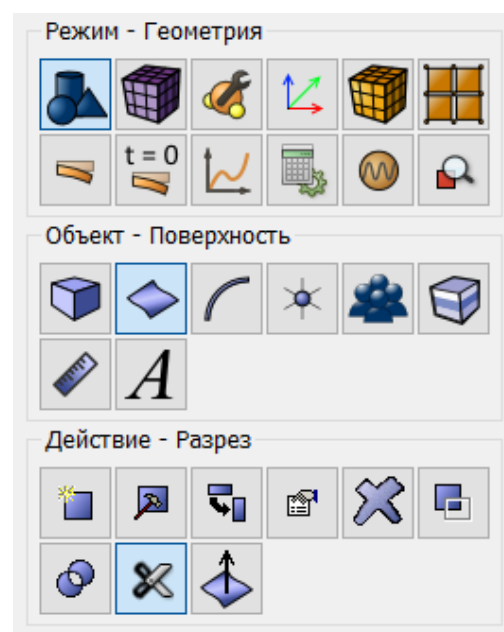 Режим - Геометрия
t = 0
Объект - Поверхность
A
Действие - Разрез